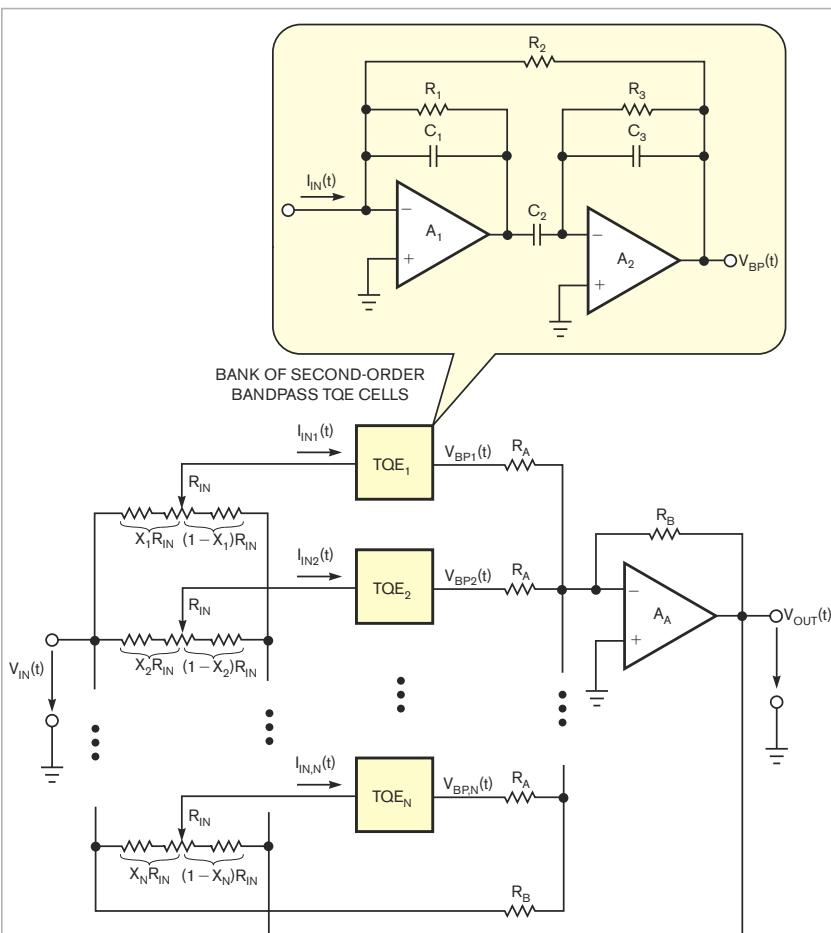 R2
R1
R3
C1
C3
IIN(t)
C2
−
A1
+
−
A2
+
VBP(t)
BANK OF SECOND-ORDER
BANDPASS TQE CELLS
IIN1(t)
TQE1
VBP1(t)
RA
RIN
X1RIN (1−X1)RIN
RB
IIN2(t)
TQE2
VBP2(t)
RA
−
AA
+
VOUT(t)
RIN
VIN(t)
X2RIN (1−X2)RIN
IIN,N(t)
TQEN
VBP,N(t)
RA
RIN
XNRIN (1−XN)RIN
RB